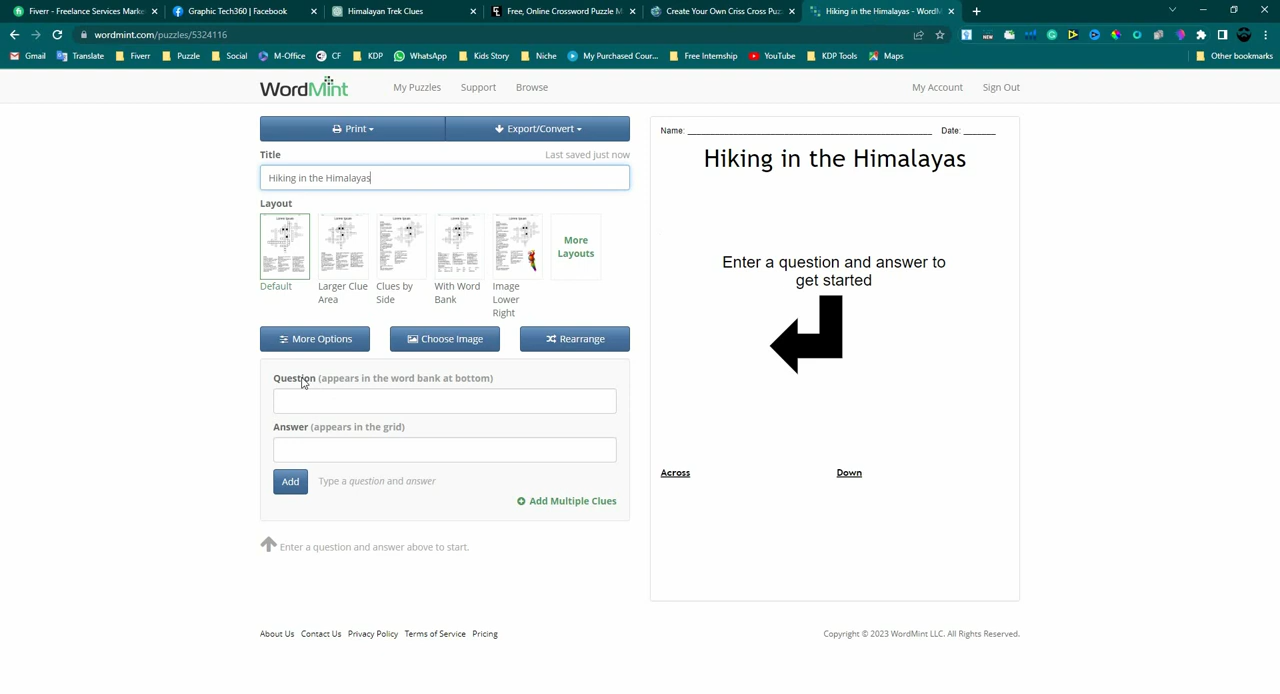 Fiverr - Freelance Services Marke
Graphic Tech360 | Facebook
Himalayan Trek Clues
Free, Online Crossword Puzzle M
Create Your Own Criss Cross Puz
Hiking in the Himalayas - WordM
wordmint.com/puzzles/5324116
Gmail
Translate
Fiverr
Puzzle
Social
M-Office
CF
KDP
WhatsApp
Kids Story
Niche
My Purchased Cour...
Free Internship
YouTube
KDP Tools
Maps
Other bookmarks
WordMint
My Puzzles
Support
Browse
My Account
Sign Out
Print
Export/Convert
Title
Last saved just now
Hiking in the Himalayas
Layout
Default
Larger Clue
Area
Clues by
Side
With Word
Bank
Image
Lower
Right
More
Layouts
More Options
Choose Image
Rearrange
Question (appears in the word bank at bottom)
Answer (appears in the grid)
Add
Type a question and answer
Add Multiple Clues
Enter a question and answer above to start.
Name:
Date:
Hiking in the Himalayas
Enter a question and answer to
get started
Across
Down
About Us
Contact Us
Privacy Policy
Terms of Service
Pricing
Copyright © 2023 WordMint LLC. All Rights Reserved.